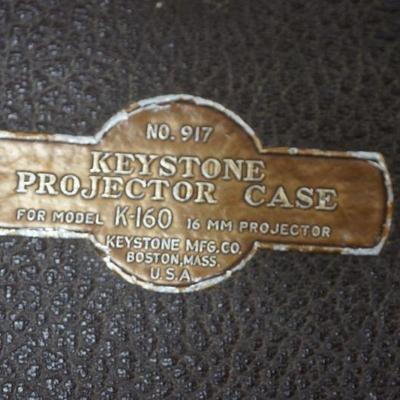 NO. 917
KEYSTONE
PROJECTOR CASE
FOR MODEL K-160 16 MM PROJECTOR
KEYSTONE MFG. CO.
BOSTON, MASS.
U.S.A.